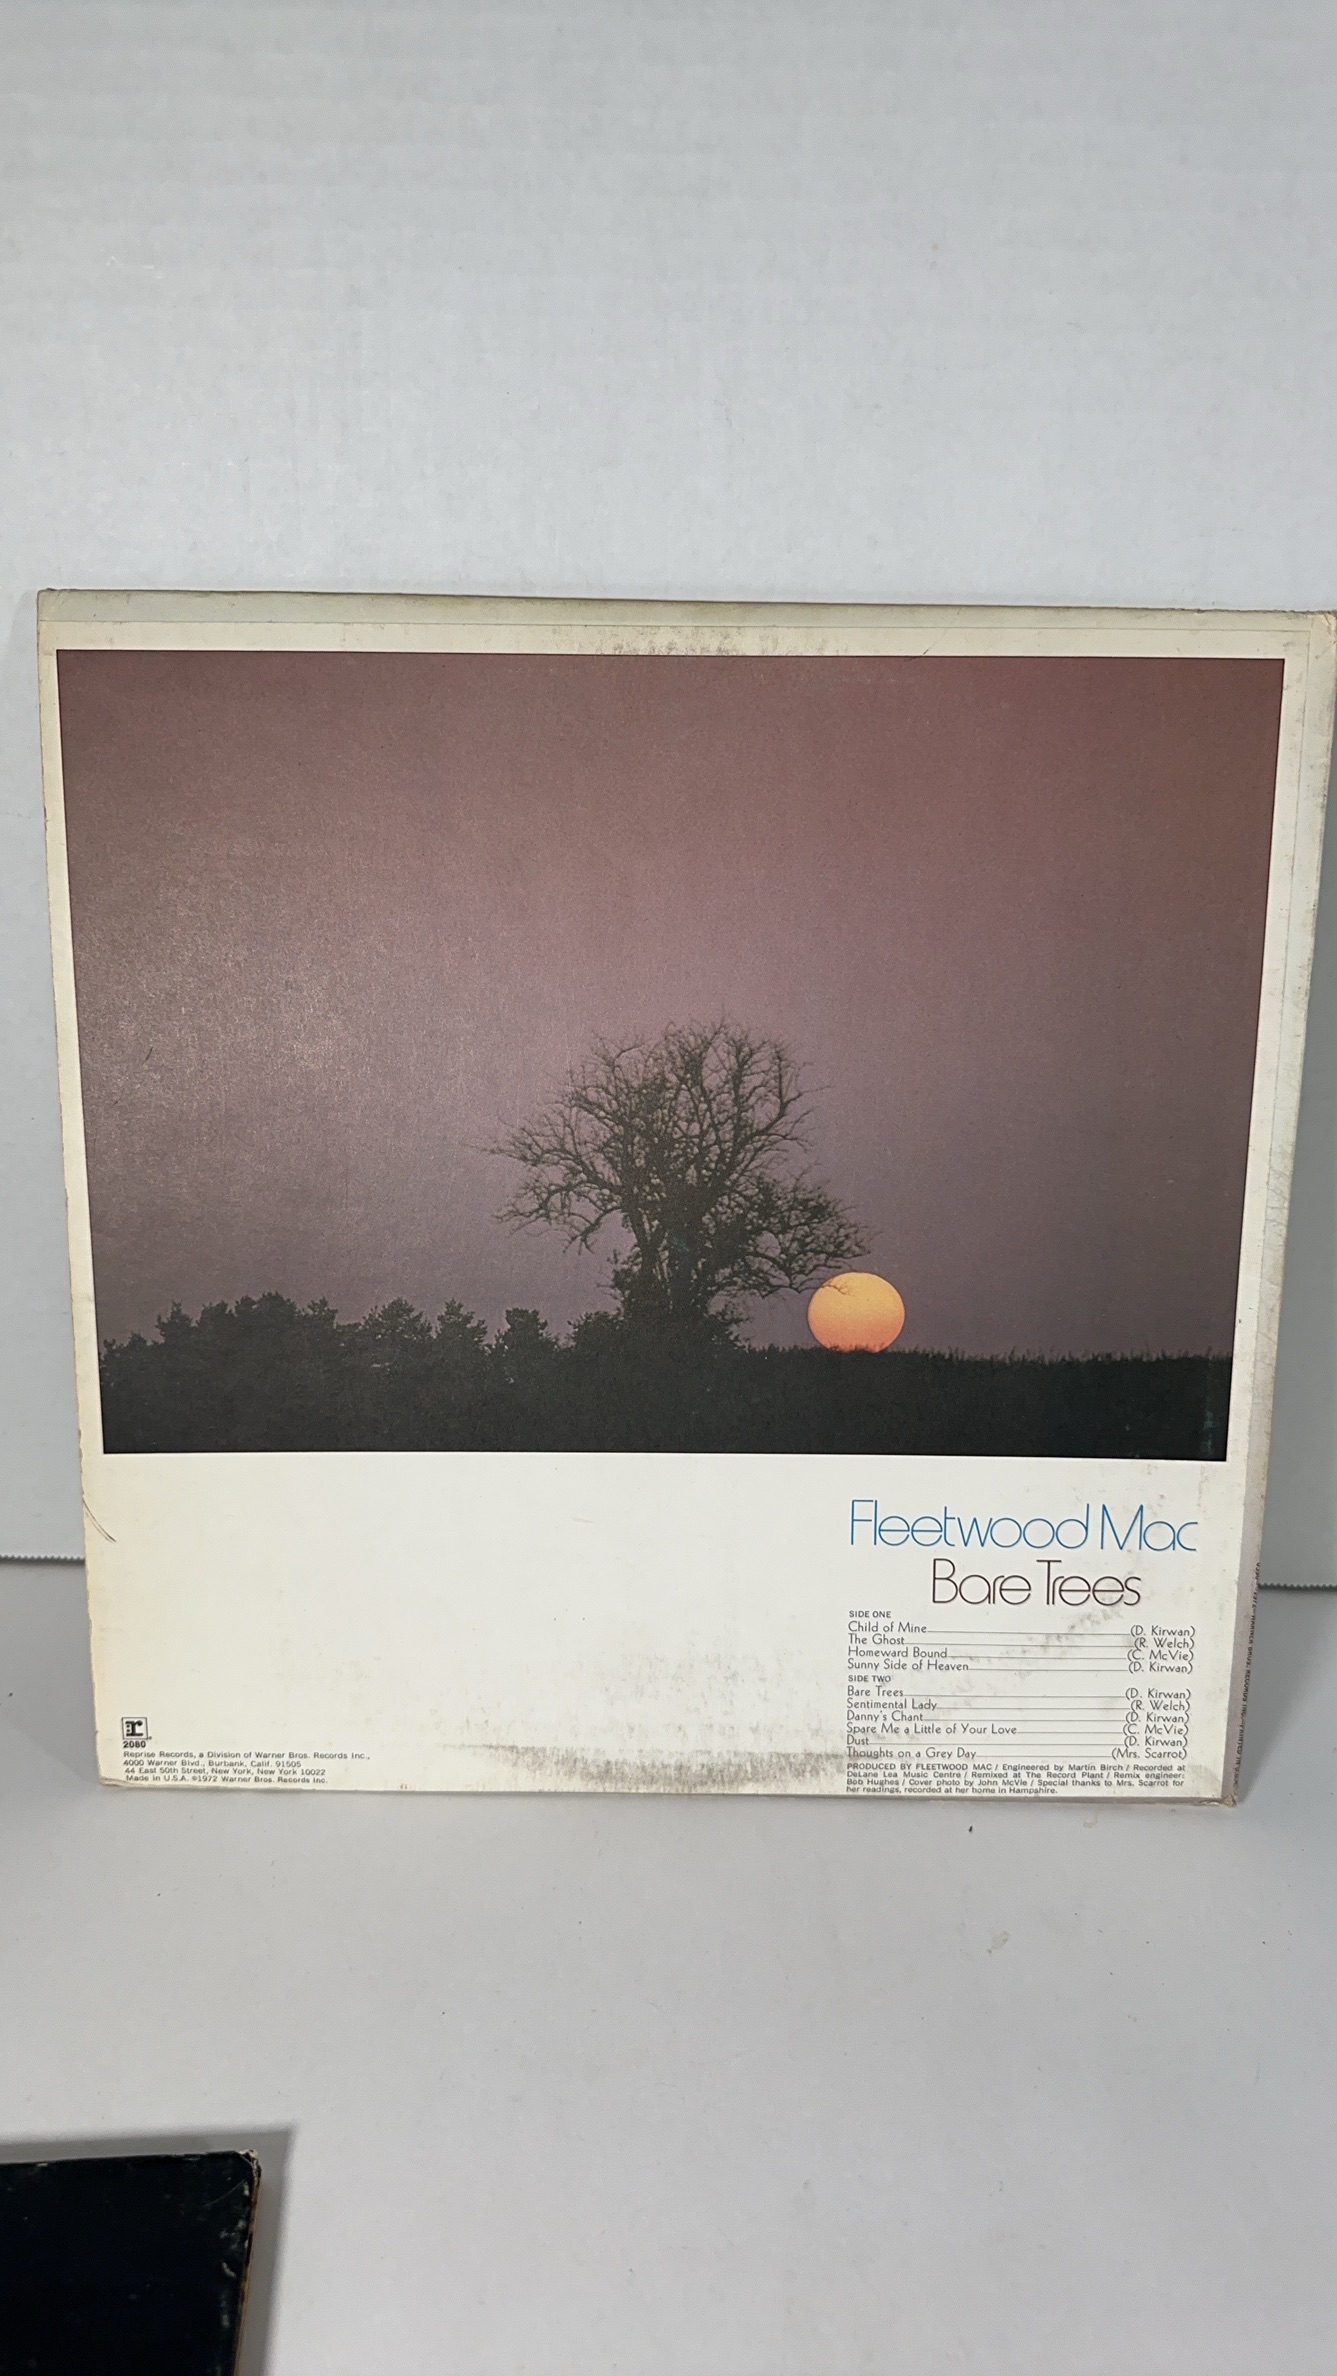 Fleetwood Mac
Bare Trees
SIDE ONE
Child of Mine (D. Kirwan)
The Ghost (R. Welch)
Homeward Bound (C. McVie)
Sunny Side of Heaven (D. Kirwan)
SIDE TWO
Bare Trees (D. Kirwan)
Sentimental Lady (R. Welch)
Danny's Chant (D. Kirwan)
Spare Me a Little of Your Love (C. McVie)
Dust (D. Kirwan)
Thoughts on a Grey Day (Mrs. Scarrot)
PRODUCED BY FLEETWOOD MAC / Engineered by Martin Birch / Recorded at
DeLane Lea Music Centre / Remixed at The Record Plant / Remix engineer:
Bob Hughes / Cover photo by John McVie / Special thanks to Mrs. Scarrot for
her readings, recorded at her home in Hampshire.
r
2080
Reprise Records, a Division of Warner Bros. Records Inc.,
4000 Warner Blvd., Burbank, Calif. 91505
44 East 50th Street, New York, New York 10022
Made in U.S.A. ©1972 Warner Bros. Records Inc.